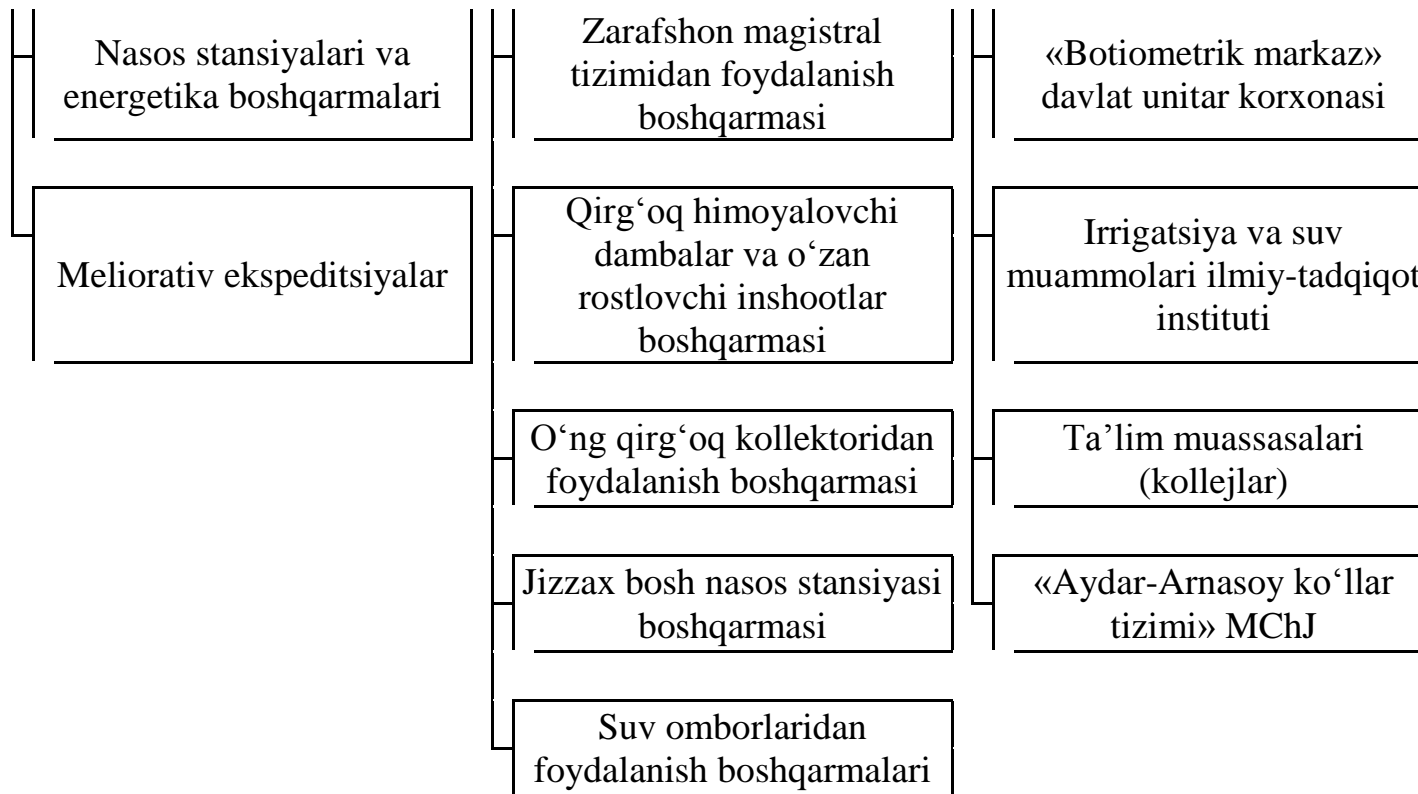 Nasos stansiyalari va
energetika boshqarmalari
Meliorativ ekspeditsiyalar
Zarafshon magistral
tizimidan foydalanish
boshqarmasi
Qirg‘oq himoyalovchi
dambalar va o‘zan
rostlovchi inshootlar
boshqarmasi
O‘ng qirg‘oq kollektoridan
foydalanish boshqarmasi
Jizzax bosh nasos stansiyasi
boshqarmasi
Suv omborlaridan
foydalanish boshqarmalari
«Botiometrik markaz»
davlat unitar korxonasi
Irrigatsiya va suv
muammolari ilmiy-tadqiqot
instituti
Ta’lim muassasalari
(kollejlar)
«Aydar-Arnasoy ko‘llar
tizimi» MChJ